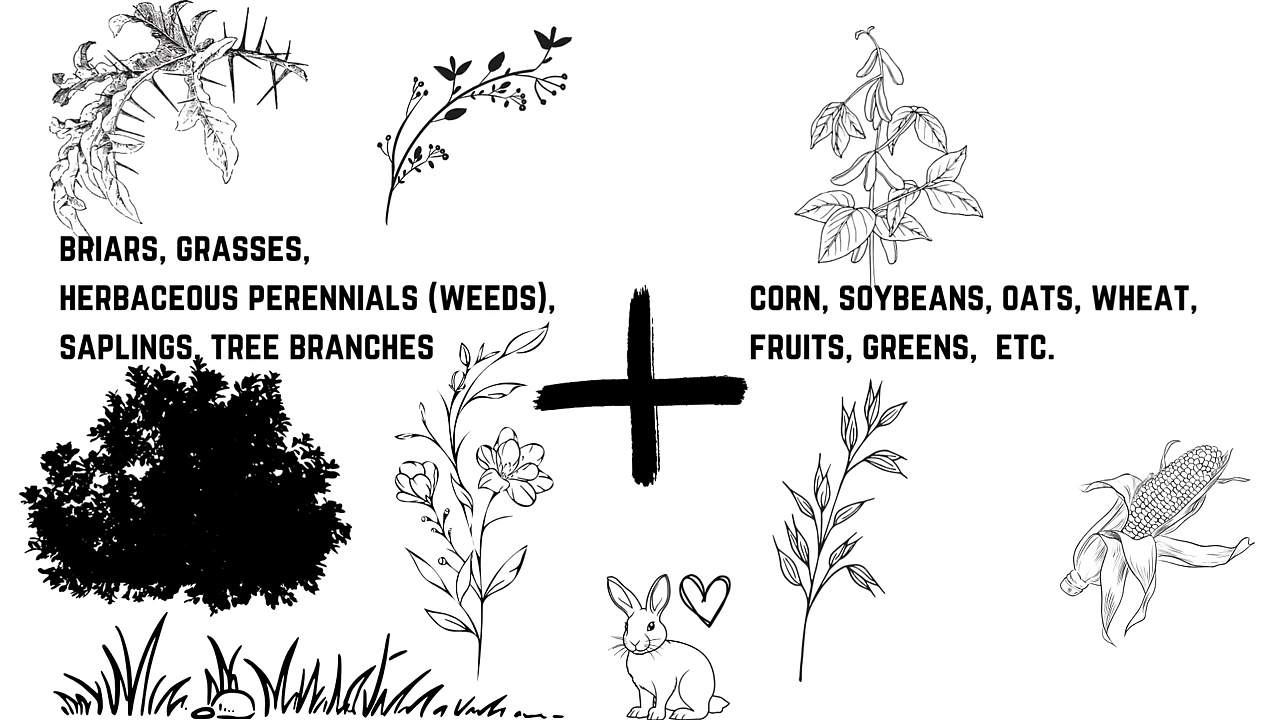 BRIARS, GRASSES,
HERBACEOUS PERENNIALS (WEEDS),
SAPLINGS, TREE BRANCHES
CORN, SOYBEANS, OATS, WHEAT,
FRUITS, GREENS, ETC.